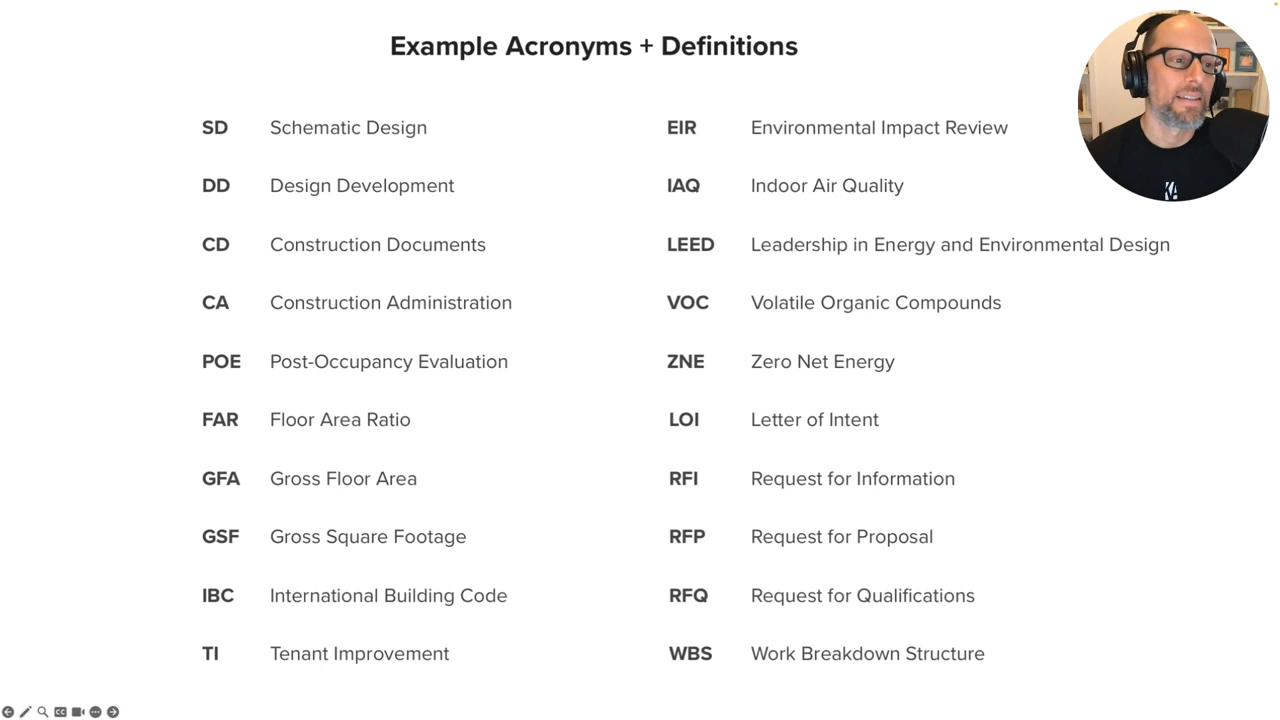 Example Acronyms + Definitions
SD Schematic Design
DD Design Development
CD Construction Documents
CA Construction Administration
POE Post-Occupancy Evaluation
FAR Floor Area Ratio
GFA Gross Floor Area
GSF Gross Square Footage
IBC International Building Code
TI Tenant Improvement
EIR Environmental Impact Review
IAQ Indoor Air Quality
LEED Leadership in Energy and Environmental Design
VOC Volatile Organic Compounds
ZNE Zero Net Energy
LOI Letter of Intent
RFI Request for Information
RFP Request for Proposal
RFQ Request for Qualifications
WBS Work Breakdown Structure